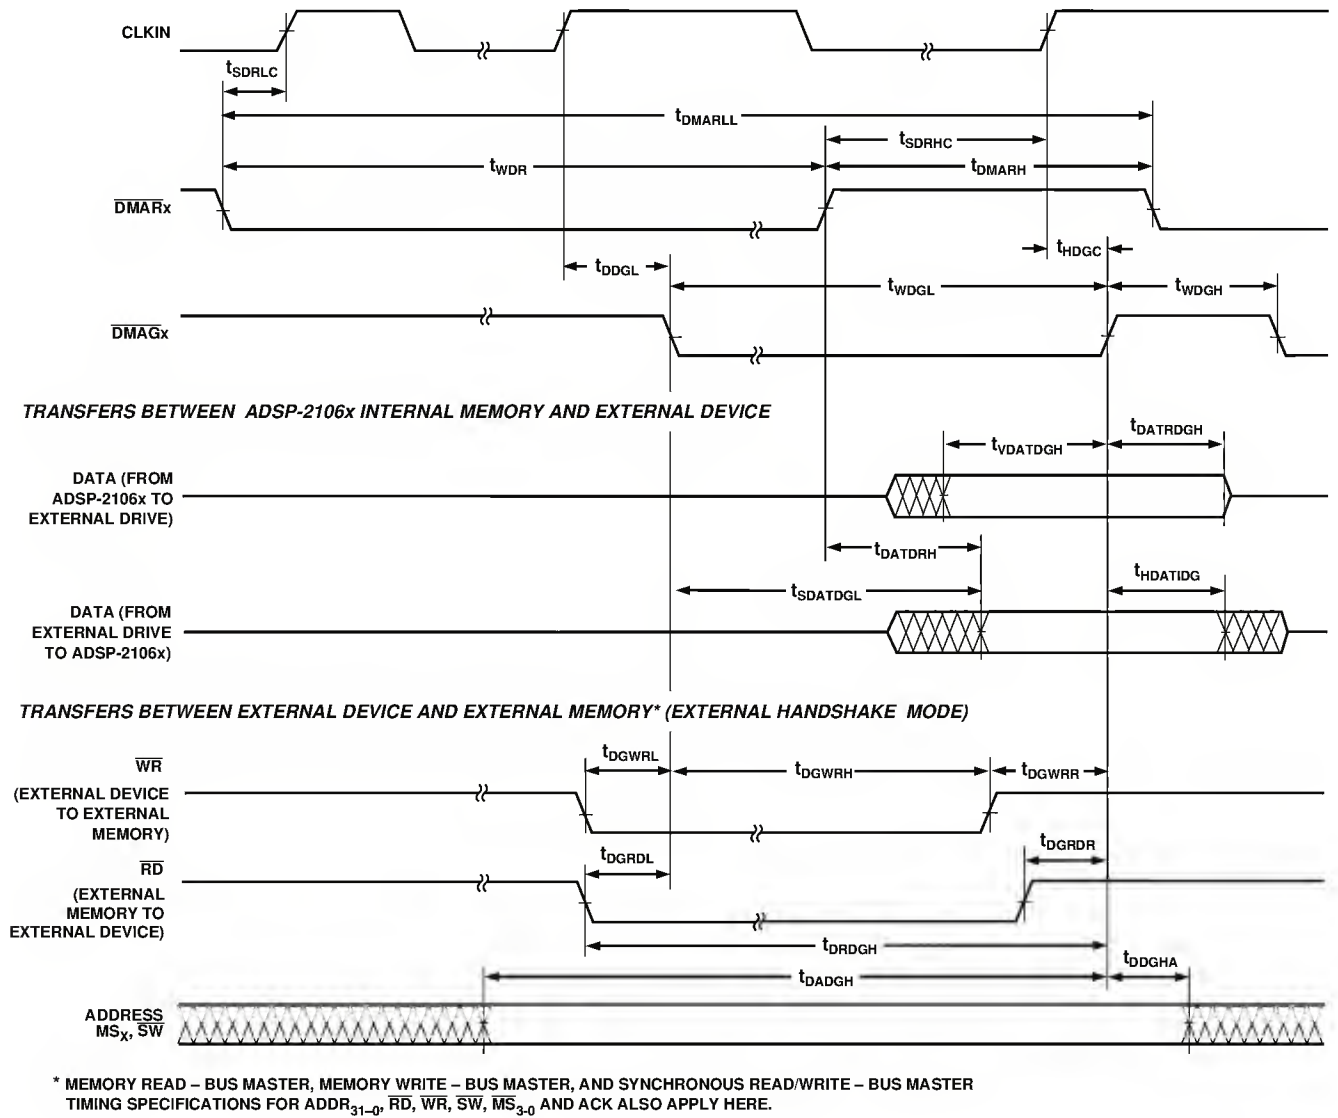 CLKIN
tSDRLC
tDMARLL
tSDRHC
tWDR
tDMARH
DMARx
tHDGC
tDDGL
tWDGL
tWDGH
DMAGx
TRANSFERS BETWEEN ADSP-2106x INTERNAL MEMORY AND EXTERNAL DEVICE
tDATRDGH
tVDATDGH
DATA (FROM
ADSP-2106x TO
EXTERNAL DRIVE)
tDATDRH
tHDATIDG
tSDATDGL
DATA (FROM
EXTERNAL DRIVE
TO ADSP-2106x)
TRANSFERS BETWEEN EXTERNAL DEVICE AND EXTERNAL MEMORY* (EXTERNAL HANDSHAKE MODE)
tDGWRL
WR
tDGWRH
tDGWRR
(EXTERNAL DEVICE
TO EXTERNAL
MEMORY)
tDGRDR
tDGRDL
RD
(EXTERNAL
MEMORY TO
EXTERNAL DEVICE)
tDRDGH
tDADGH
tDDGHA
ADDRESS
MSX, SW
* MEMORY READ – BUS MASTER, MEMORY WRITE – BUS MASTER, AND SYNCHRONOUS READ/WRITE – BUS MASTER
TIMING SPECIFICATIONS FOR ADDR31–0, RD, WR, SW, MS3-0 AND ACK ALSO APPLY HERE.